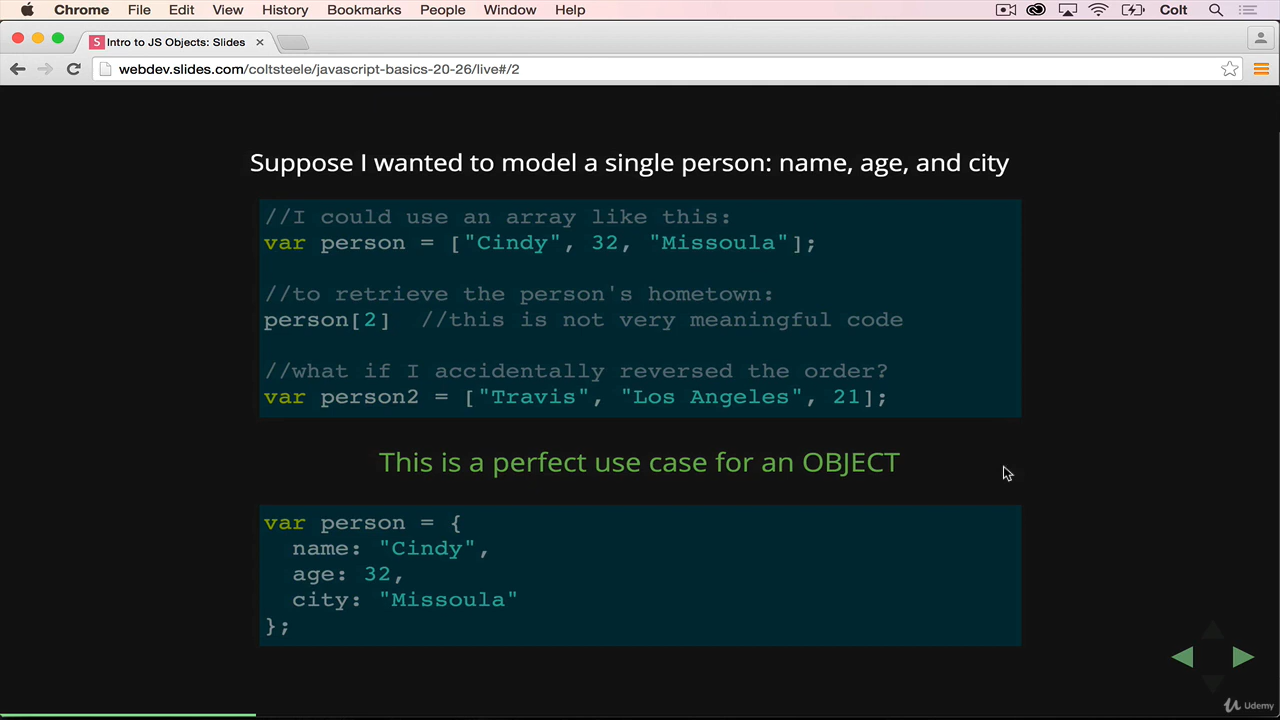 Chrome File Edit View History Bookmarks People Window Help Colt
S Intro to JS Objects: Slides
webdev.slides.com/coltsteele/javascript-basics-20-26/live#/2
Suppose I wanted to model a single person: name, age, and city
//I could use an array like this:
var person = ["Cindy", 32, "Missoula"];
//to retrieve the person's hometown:
person[2]  //this is not very meaningful code
//what if I accidentally reversed the order?
var person2 = ["Travis", "Los Angeles", 21];
This is a perfect use case for an OBJECT
var person = {
  name: "Cindy",
  age: 32,
  city: "Missoula"
};
Udemy